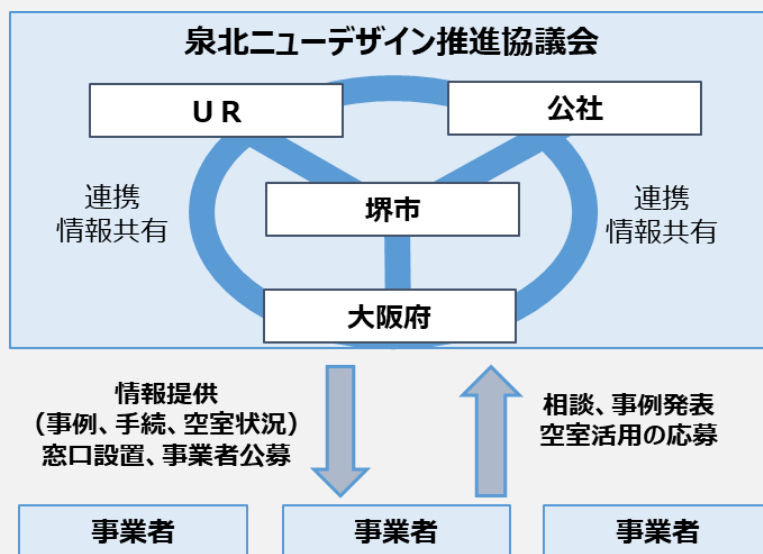 泉北ニューデザイン推進協議会
ＵＲ
公社
連携
情報共有
堺市
連携
情報共有
大阪府
情報提供
（事例、手続、空室状況）
窓口設置、事業者公募
相談、事例発表
空室活用の応募
事業者
事業者
事業者